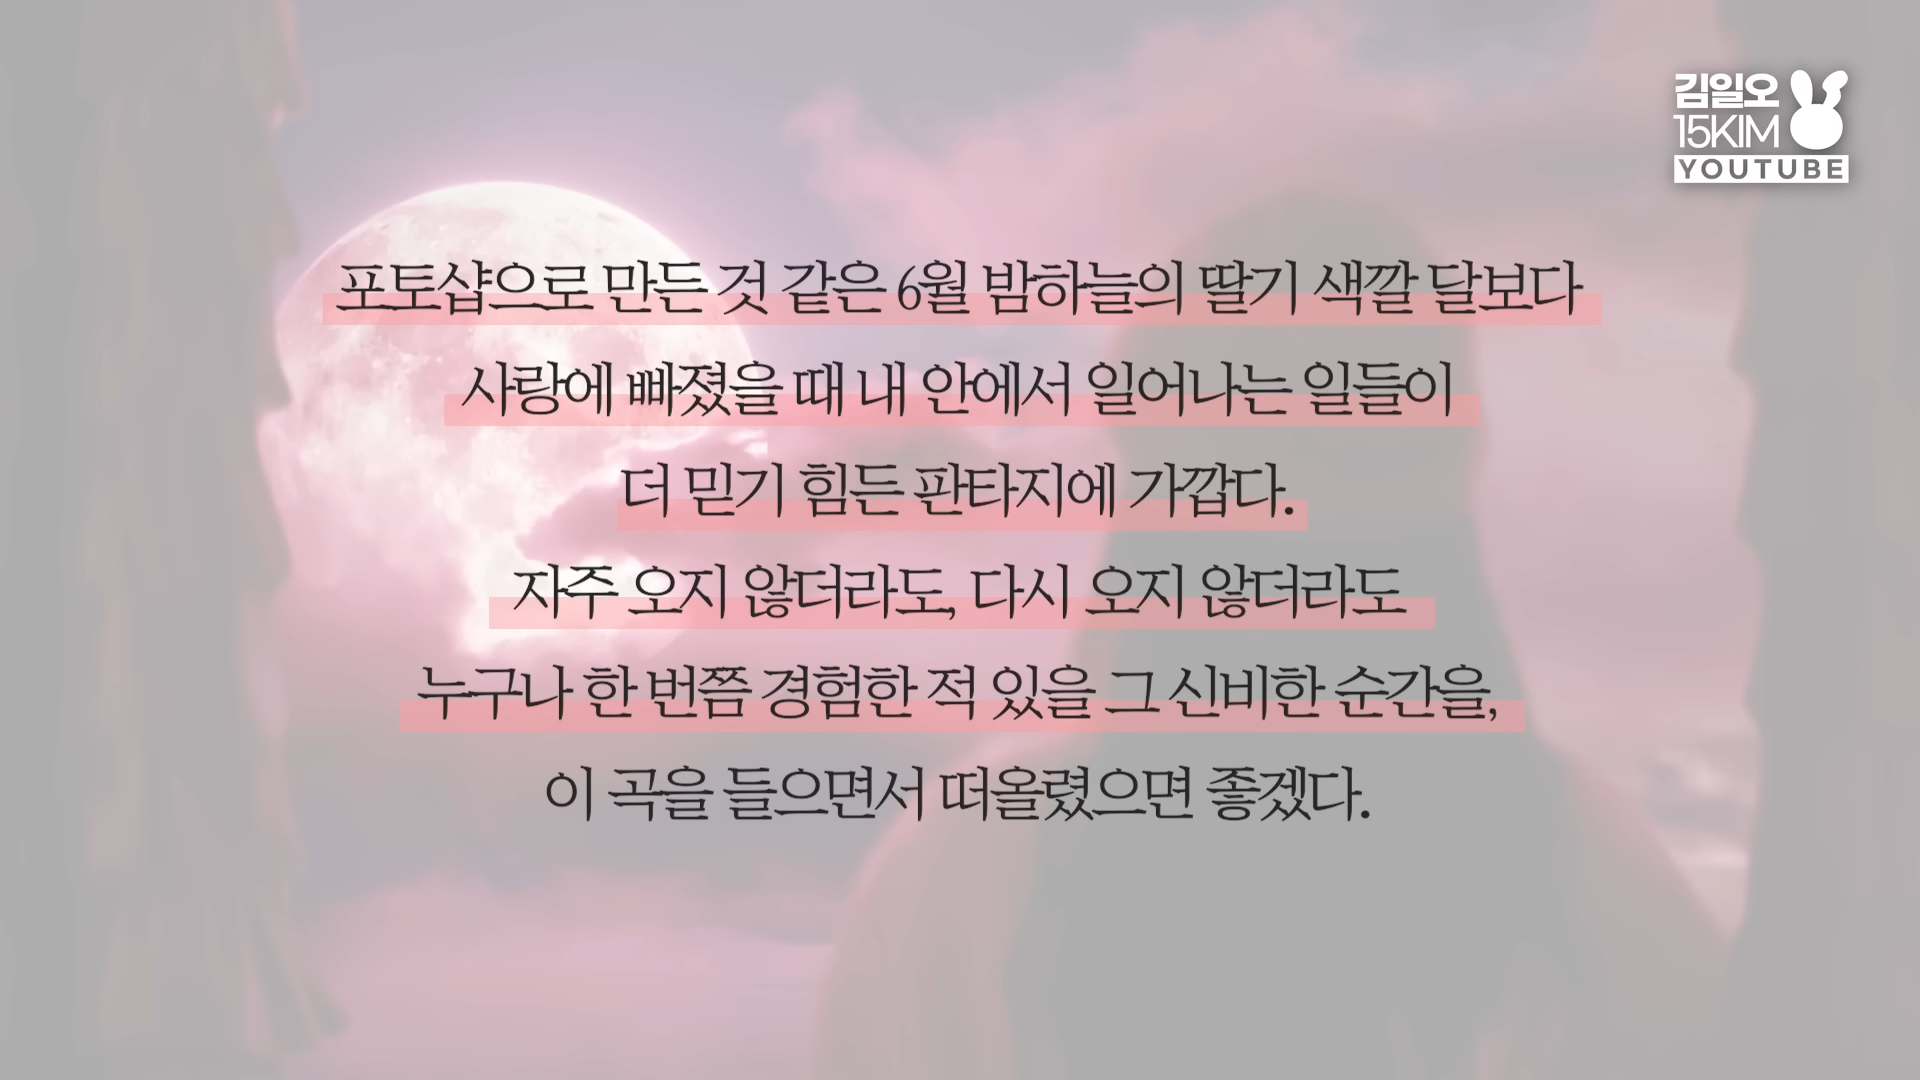 김일오
15KIM
YOUTUBE
포토샵으로 만든 것 같은 6월 밤하늘의 딸기 색깔 달보다
사랑에 빠졌을 때 내 안에서 일어나는 일들이
더 믿기 힘든 판타지에 가깝다.
자주 오지 않더라도, 다시 오지 않더라도
누구나 한 번쯤 경험한 적 있을 그 신비한 순간을,
이 곡을 들으면서 떠올렸으면 좋겠다.